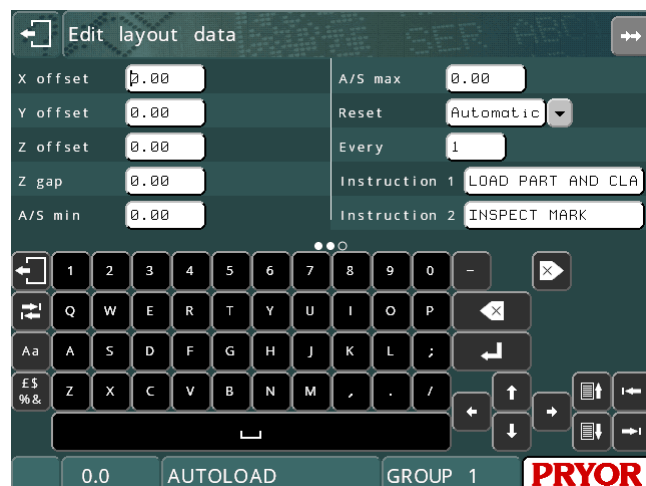 Edit layout data
X offset 0.00
Y offset 0.00
Z offset 0.00
Z gap 0.00
A/S min 0.00
A/S max 0.00
Reset Automatic
Every 1
Instruction 1 LOAD PART AND CLA
Instruction 2 INSPECT MARK
1 2 3 4 5 6 7 8 9 0 -
Q W E R T Y U I O P
Aa A S D F G H J K L ;
£$%& Z X C V B N M , . /
0.0 AUTOLOAD GROUP 1 PRYOR